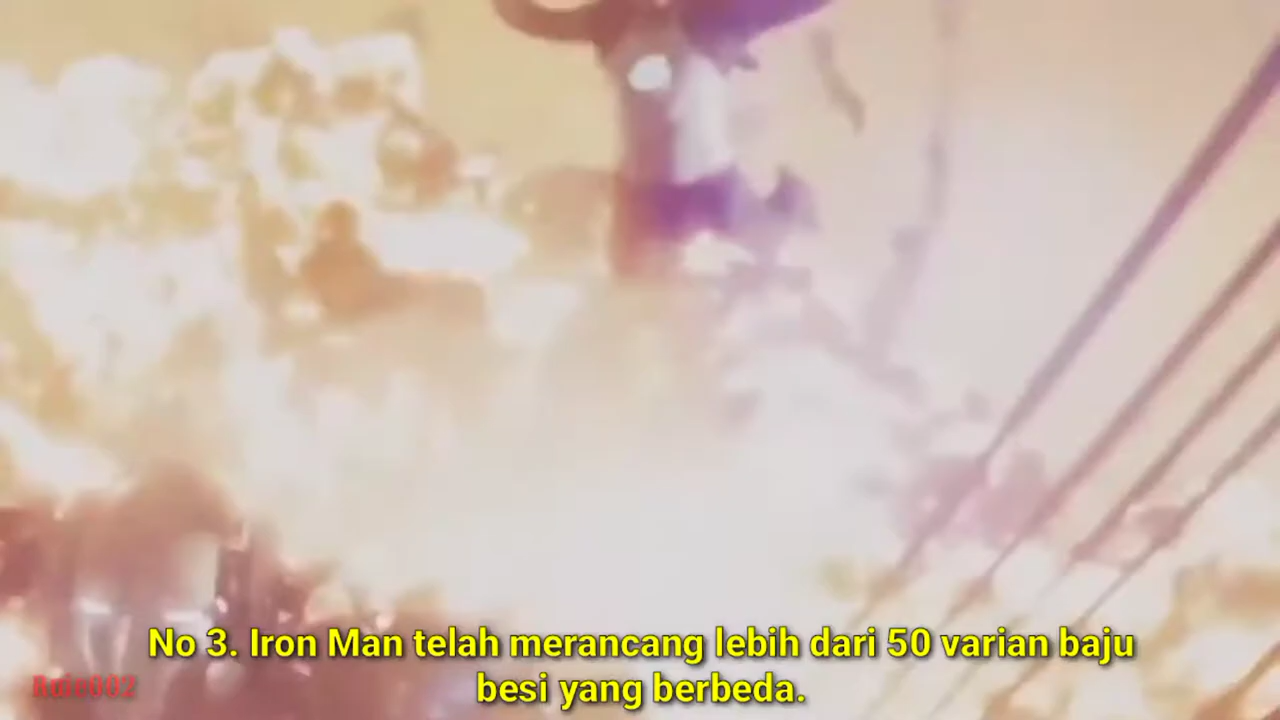 No 3. Iron Man telah merancang lebih dari 50 varian baju
besi yang berbeda.